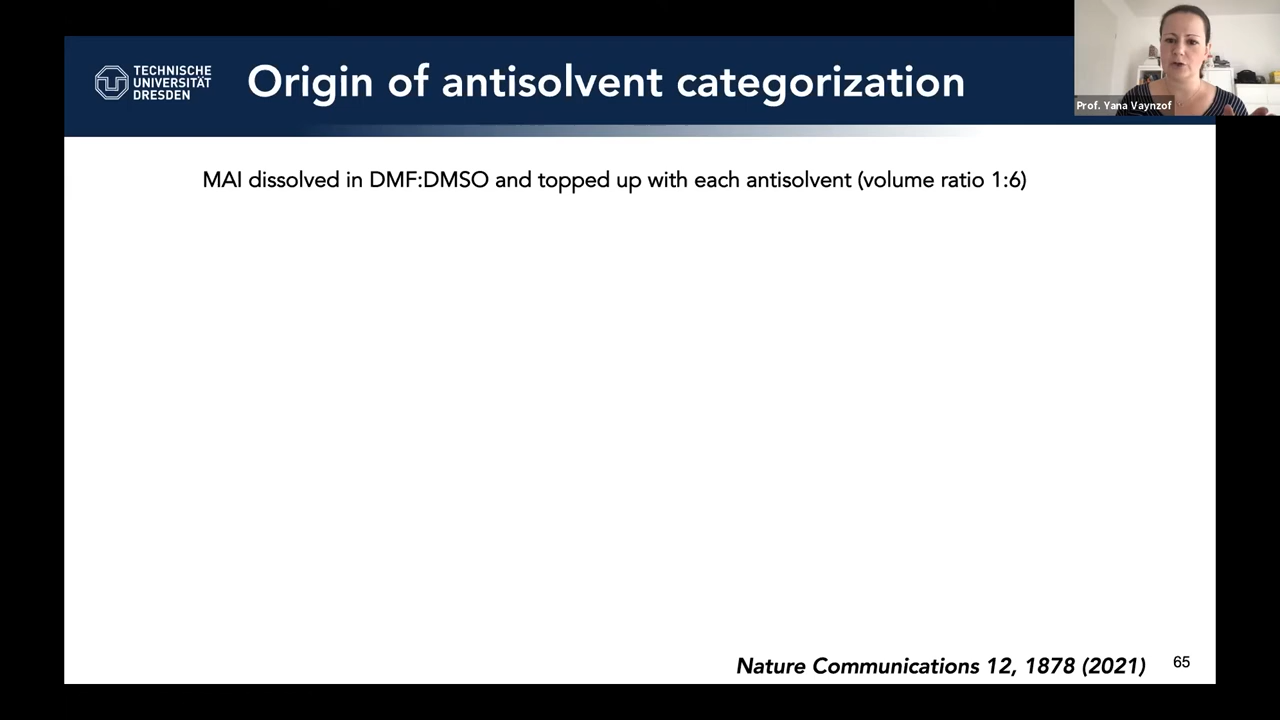 TECHNISCHE
UNIVERSITÄT
DRESDEN
Origin of antisolvent categorization
Prof. Yana Vaynzof
MAI dissolved in DMF:DMSO and topped up with each antisolvent (volume ratio 1:6)
Nature Communications 12, 1878 (2021)
65